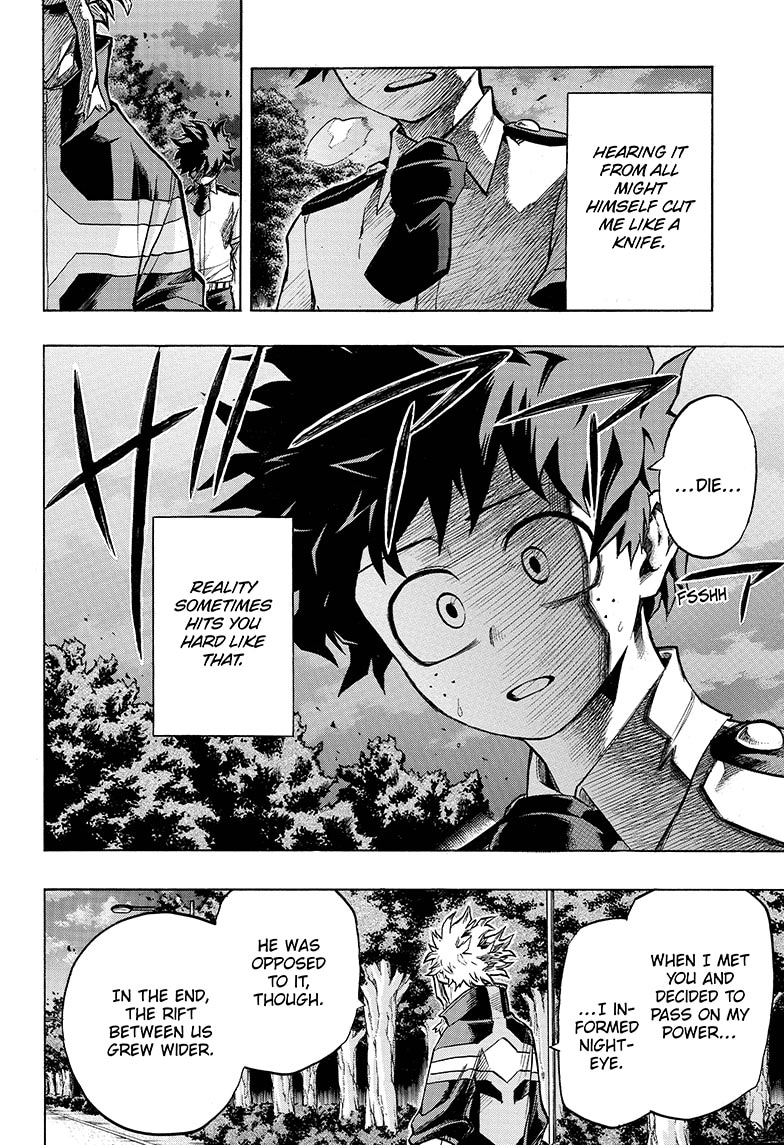 HEARING IT
FROM ALL
MIGHT
HIMSELF CUT
ME LIKE A
KNIFE.
...DIE...
FSSHH
REALITY
SOMETIMES
HITS YOU
HARD LIKE
THAT.
WHEN I MET
YOU AND
DECIDED TO
PASS ON MY
POWER...
...I IN-
FORMED
NIGHT-
EYE.
HE WAS
OPPOSED
TO IT,
THOUGH.
IN THE END,
THE RIFT
BETWEEN US
GREW WIDER.